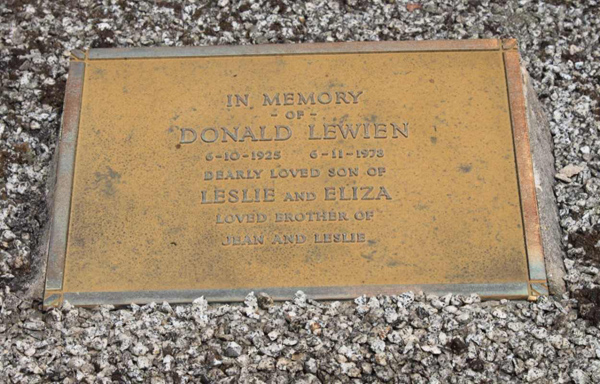 IN MEMORY
- OF -
DONALD LEWIEN
6-10-1925 6-11-1978
DEARLY LOVED SON OF
LESLIE AND ELIZA
LOVED BROTHER OF
JEAN AND LESLIE